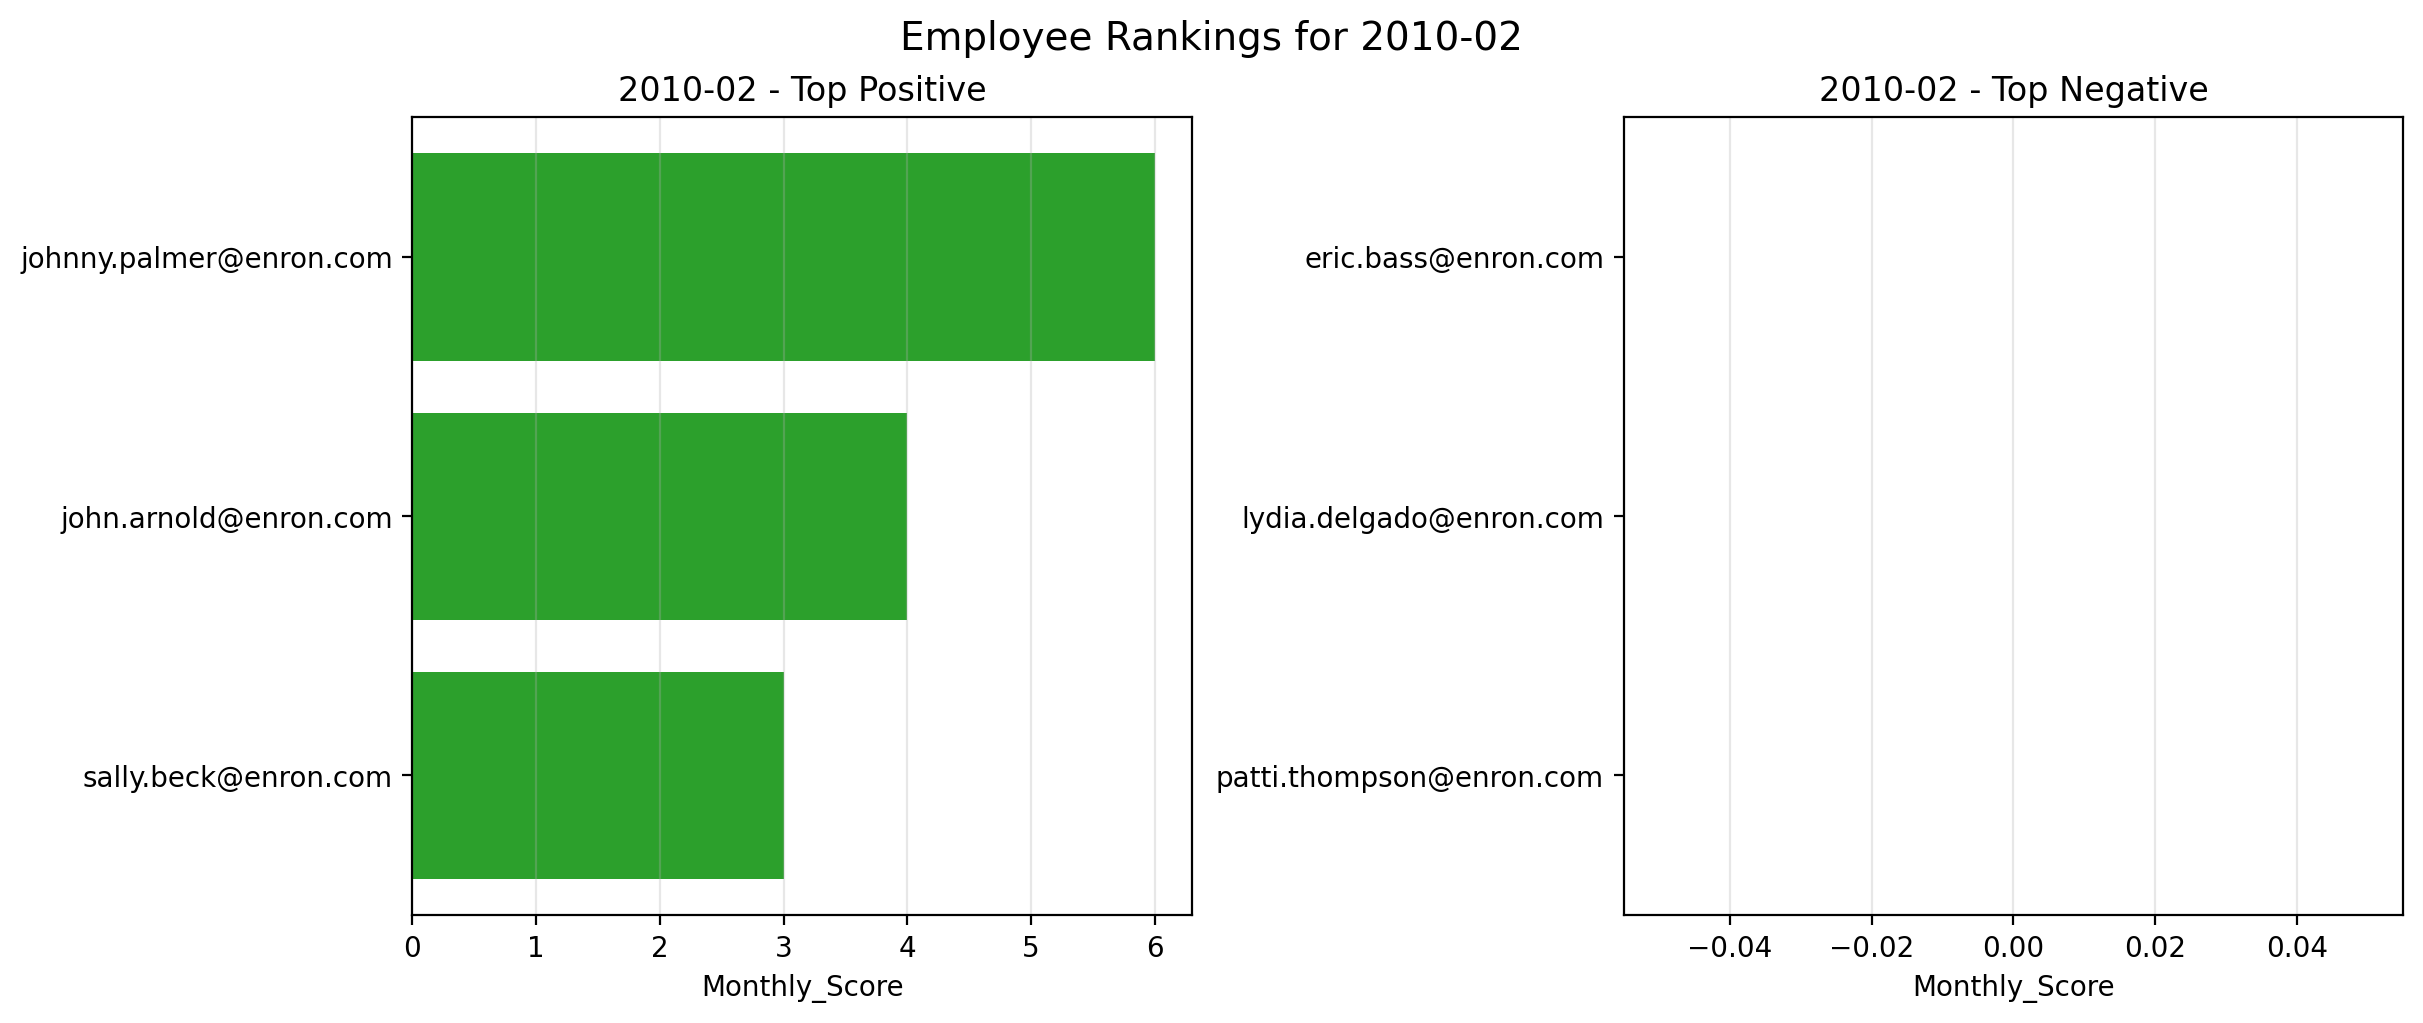 Employee Rankings for 2010-02
2010-02 - Top Positive
johnny.palmer@enron.com
john.arnold@enron.com
sally.beck@enron.com
0 1 2 3 4 5 6
Monthly_Score
2010-02 - Top Negative
eric.bass@enron.com
lydia.delgado@enron.com
patti.thompson@enron.com
−0.04 −0.02 0.00 0.02 0.04
Monthly_Score